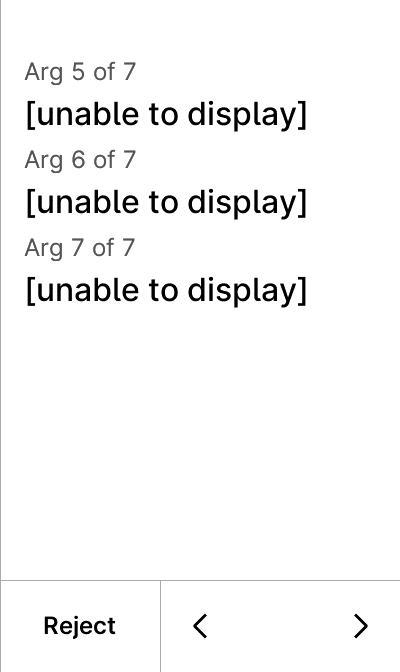 Arg 5 of 7
[unable to display]
Arg 6 of 7
[unable to display]
Arg 7 of 7
[unable to display]
Reject